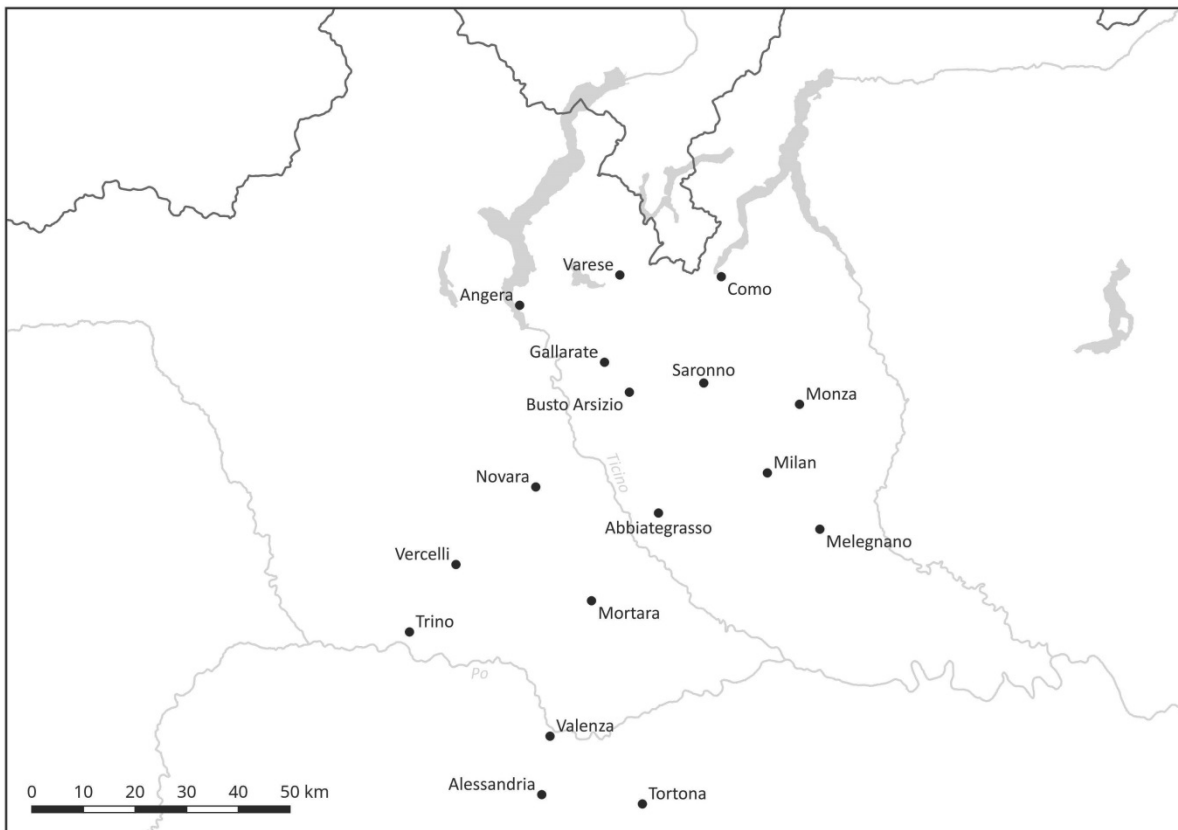 Varese
Como
Angera
Gallarate
Saronno
Busto Arsizio
Monza
Ticino
Milan
Novara
Abbiategrasso
Melegnano
Vercelli
Mortara
Trino
Po
Valenza
Alessandria
Tortona
0 10 20 30 40 50 km